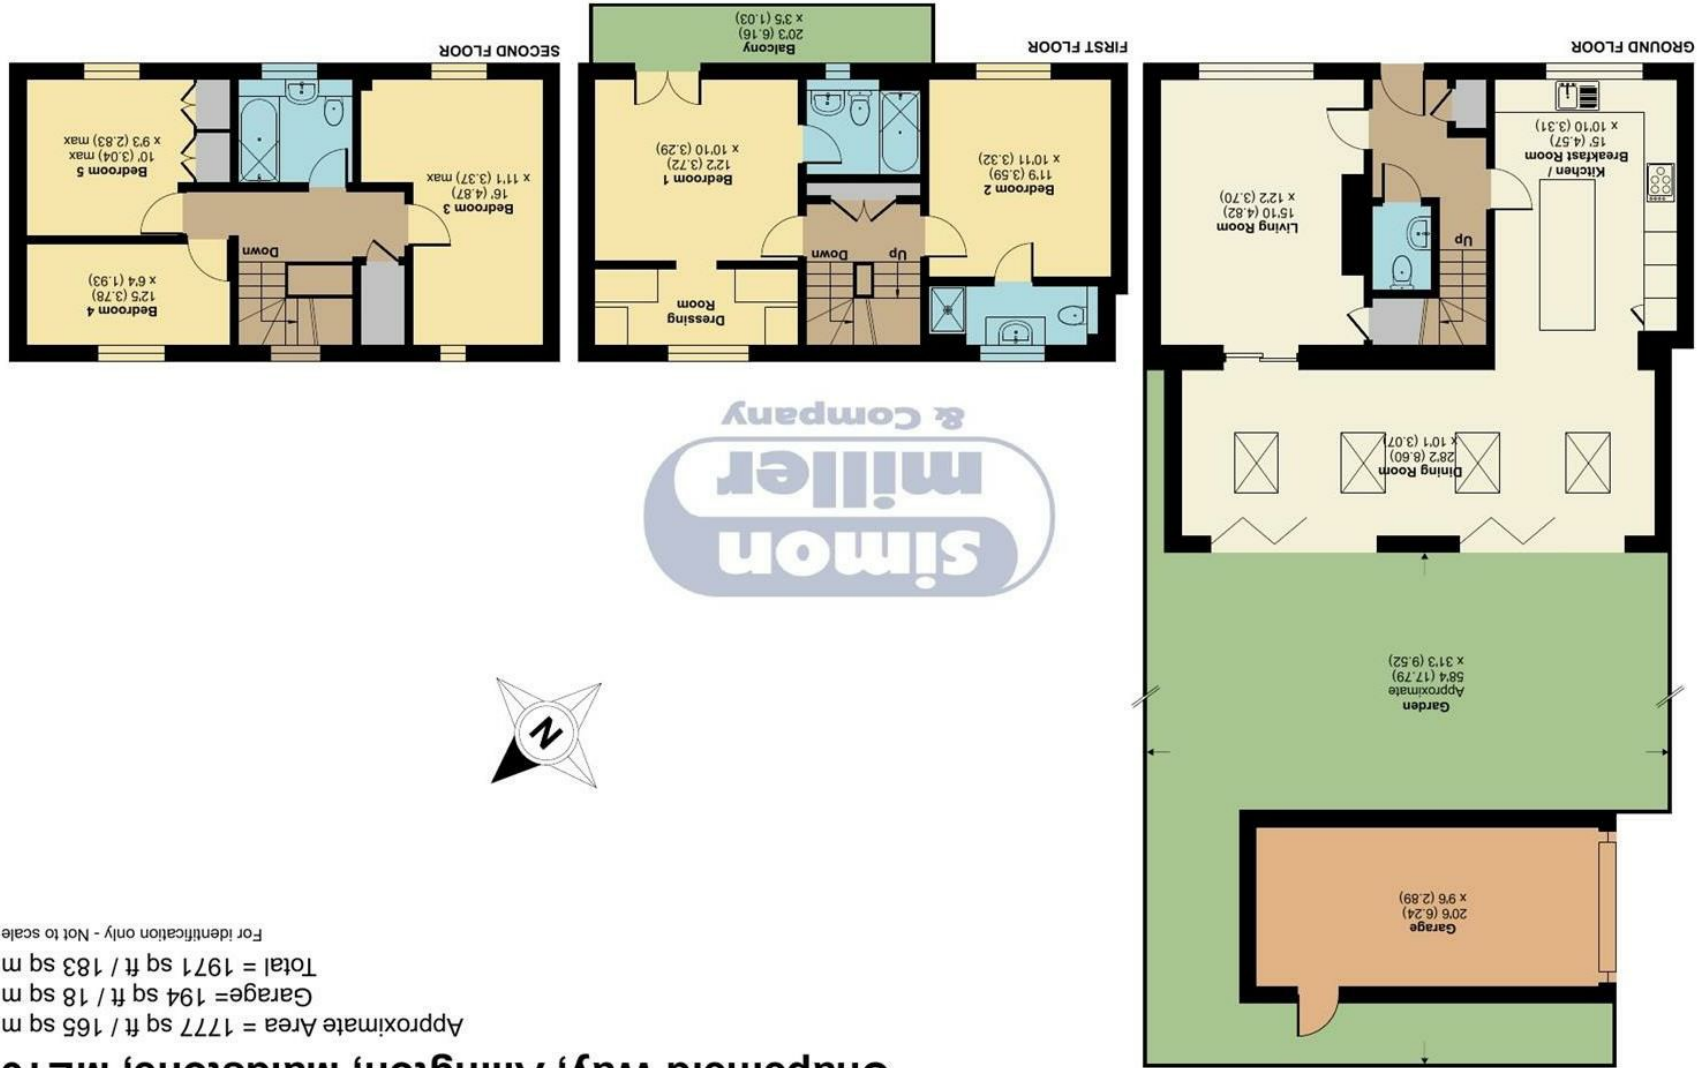 Way, Allington, Maidstone, ME16
Approximate Area = 1777 sq ft / 165 sq m
Garage= 194 sq ft / 18 sq m
Total = 1971 sq ft / 183 sq m
For identification only - Not to scale
Garage
20'6 (6.24)
x 9'6 (2.89)
Garden
Approximate
58'4 (17.79)
x 31'3 (9.52)
N
Dining Room
28'2 (8.60)
x 10'1 (3.07)
simon
miller
& Company
Up
Living Room
15'10 (4.82)
x 12'2 (3.70)
Kitchen /
Breakfast Room
15' (4.57)
x 10'10 (3.31)
GROUND FLOOR
Dressing
Room
Up
Down
Bedroom 2
11'9 (3.59)
x 10'11 (3.32)
Bedroom 1
12'2 (3.72)
x 10'10 (3.29)
Balcony
20'3 (6.16)
x 3'5 (1.03)
FIRST FLOOR
Bedroom 4
12'5 (3.78)
x 6'4 (1.93)
Down
Bedroom 3
16' (4.87)
x 11'1 (3.37) max
Bedroom 5
10' (3.04) max
x 9'3 (2.83) max
SECOND FLOOR